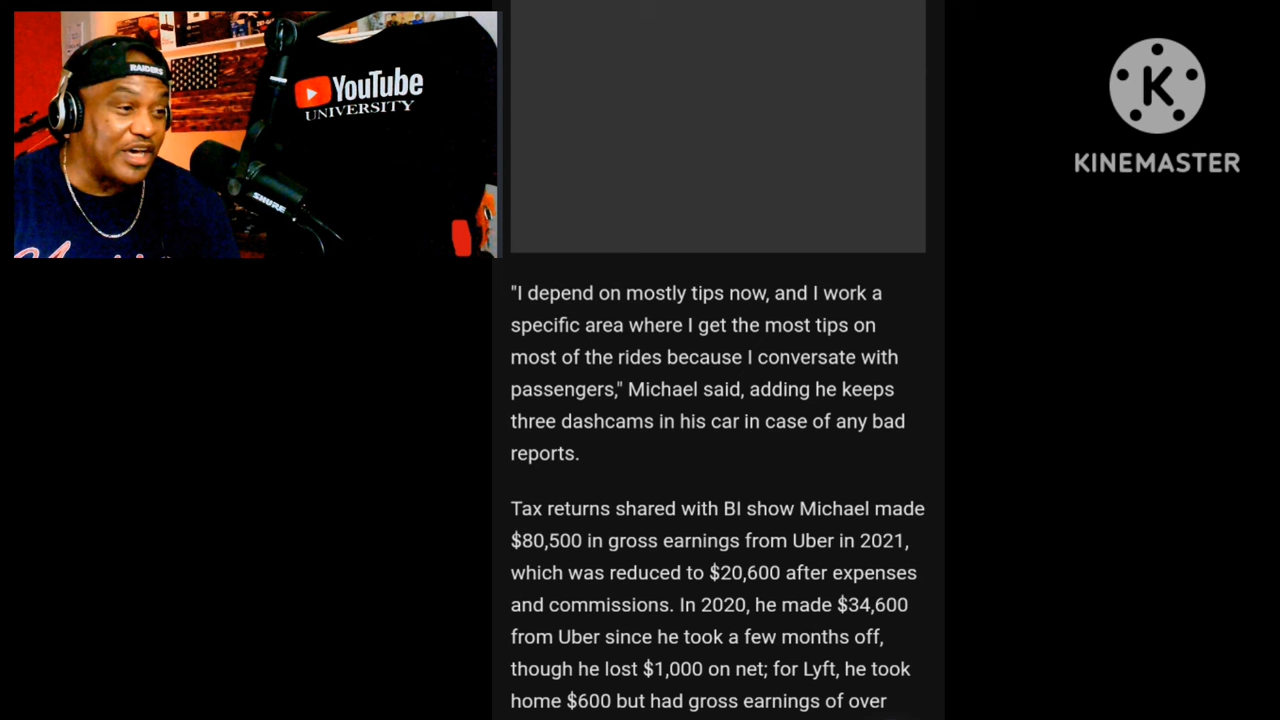 RAIDERS
YouTube
UNIVERSITY
SHURE
K
KINEMASTER
"I depend on mostly tips now, and I work a
specific area where I get the most tips on
most of the rides because I conversate with
passengers," Michael said, adding he keeps
three dashcams in his car in case of any bad
reports.
Tax returns shared with BI show Michael made
$80,500 in gross earnings from Uber in 2021,
which was reduced to $20,600 after expenses
and commissions. In 2020, he made $34,600
from Uber since he took a few months off,
though he lost $1,000 on net; for Lyft, he took
home $600 but had gross earnings of over